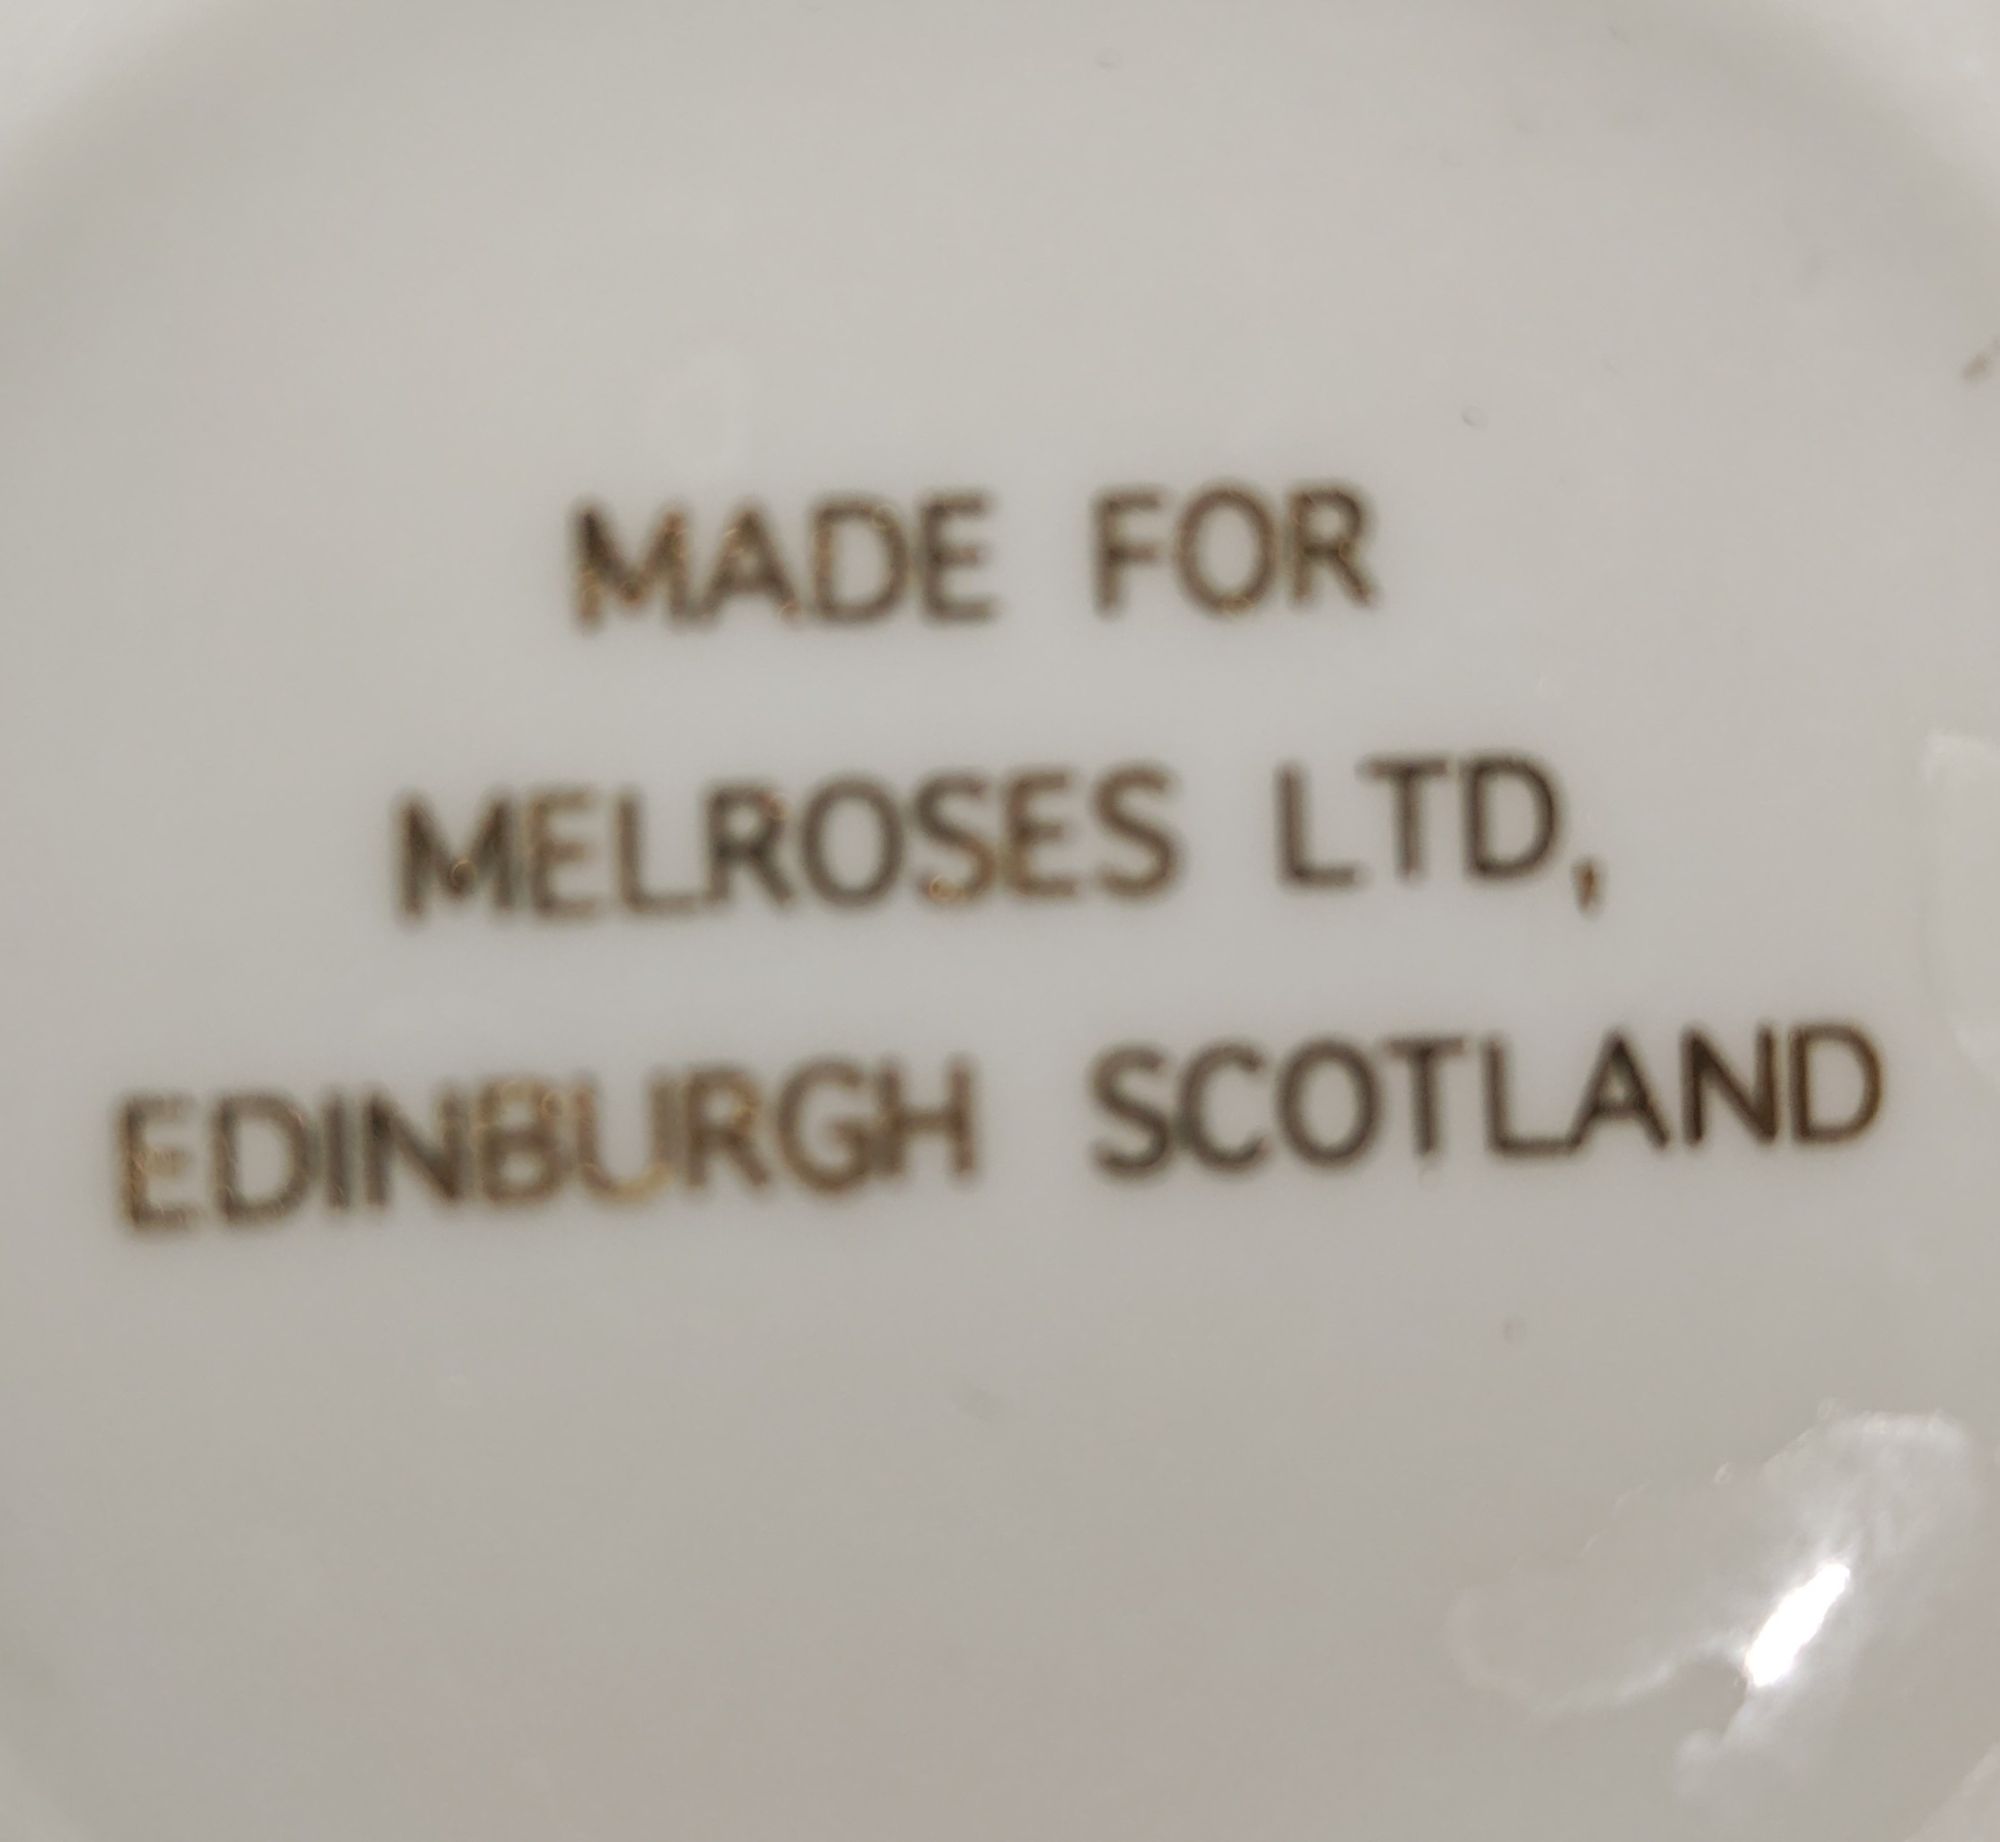 MADE FOR
MELROSES LTD,
EDINBURGH SCOTLAND